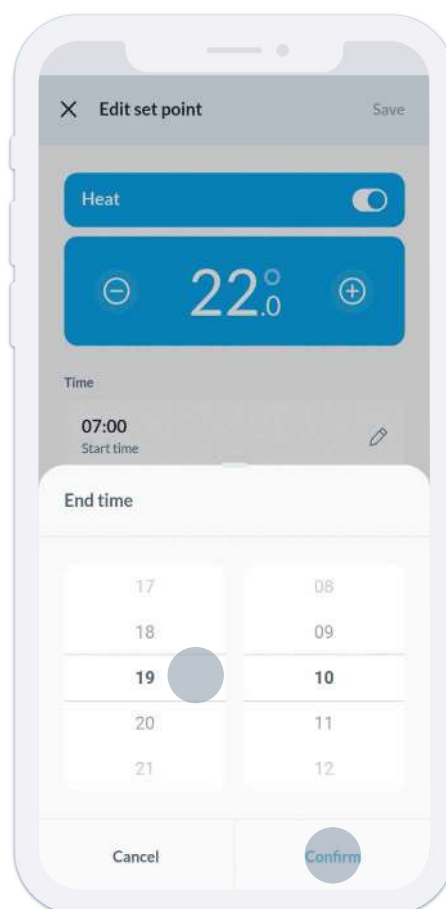 Edit set point Save
Heat
22.0°
Time
07:00
Start time
End time
17 08
18 09
19 10
20 11
21 12
Cancel Confirm